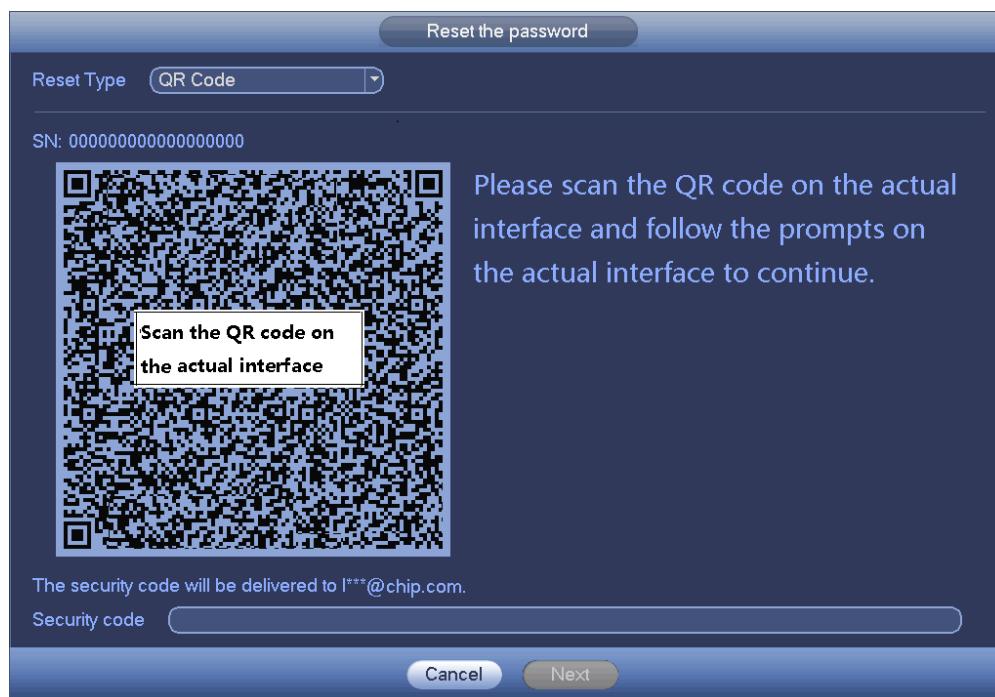 Reset the password
Reset Type QR Code
SN: 000000000000000000
Please scan the QR code on the actual
interface and follow the prompts on
the actual interface to continue.
Scan the QR code on
the actual interface
The security code will be delivered to l***@chip.com.
Security code
Cancel Next